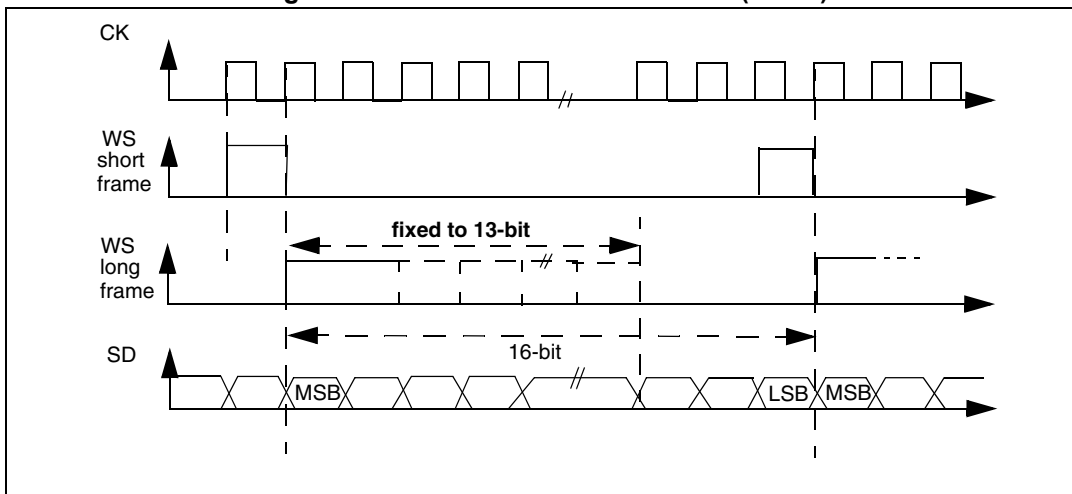 CK
WS
short
frame
WS
long
frame
fixed to 13-bit
16-bit
SD
MSB
LSB
MSB